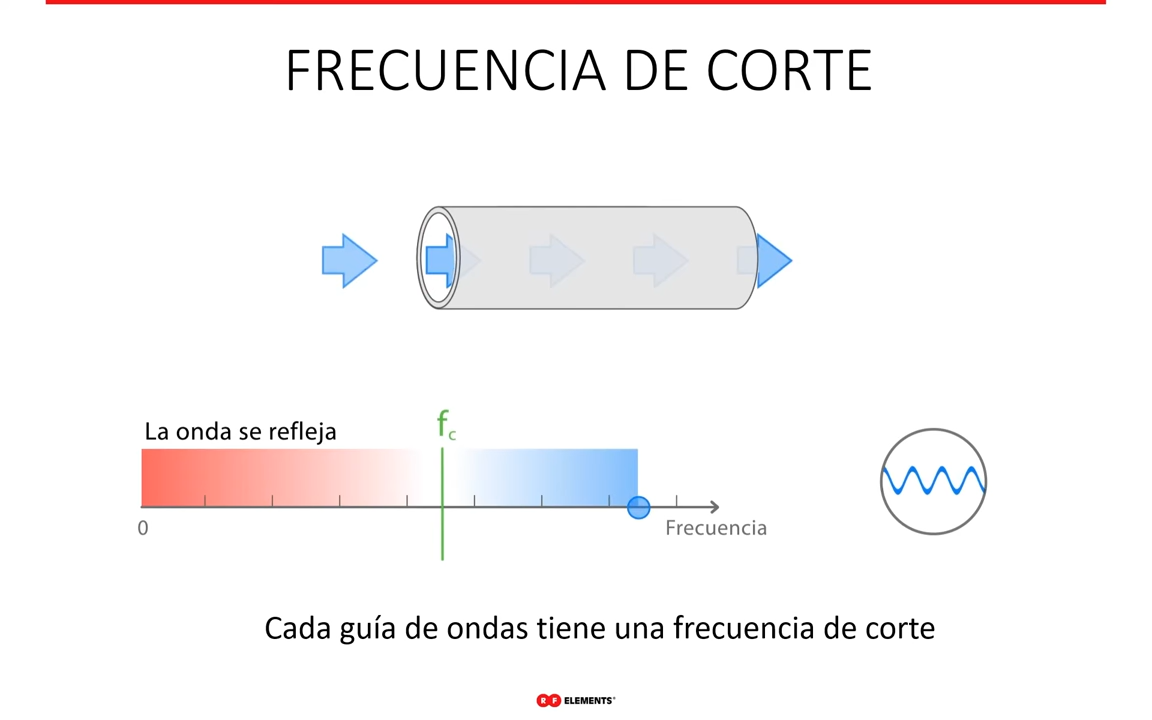 FRECUENCIA DE CORTE
La onda se refleja
fc
0
Frecuencia
Cada guía de ondas tiene una frecuencia de corte
RF ELEMENTS